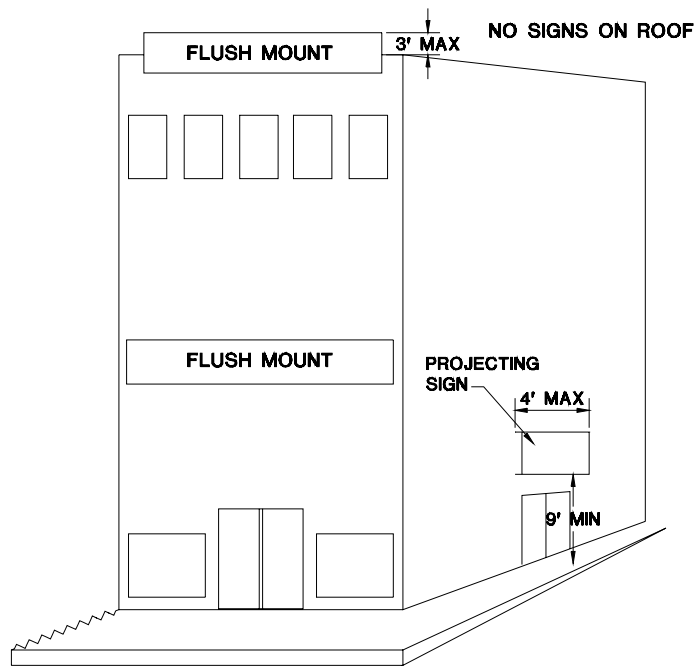 NO SIGNS ON ROOF
3' MAX
FLUSH MOUNT
FLUSH MOUNT
PROJECTING
SIGN
4' MAX
9' MIN